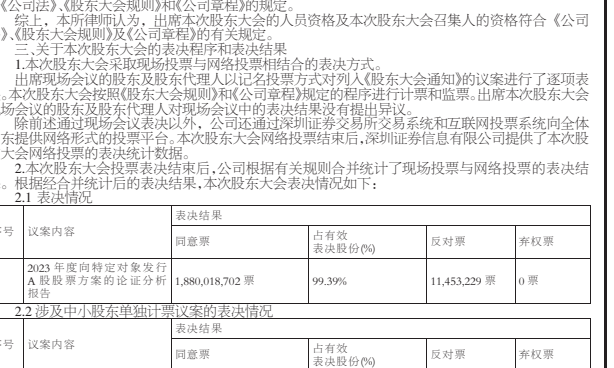 《公司法》、《股东大会规则》和《公司章程》的规定。
综上，本所律师认为，出席本次股东大会的人员资格及本次股东大会召集人的资格符合《公司
》、《股东大会规则》及《公司章程》的有关规定。
三、关于本次股东大会的表决程序和表决结果
1.本次股东大会采取现场投票与网络投票相结合的表决方式。
出席现场会议的股东及股东代理人以记名投票方式对列入《股东大会通知》的议案进行了逐项表
。本次股东大会按照《股东大会规则》和《公司章程》规定的程序进行计票和监票。出席本次股东大会
场会议的股东及股东代理人对现场会议中的表决结果没有提出异议。
除前述通过现场会议表决以外，公司还通过深圳证券交易所交易系统和互联网投票系统向全体
东提供网络形式的投票平台。本次股东大会网络投票结束后，深圳证券信息有限公司提供了本次股
大会网络投票的表决统计数据。
2.本次股东大会投票表决结束后，公司根据有关规则合并统计了现场投票与网络投票的表决结
。根据经合并统计后的表决结果，本次股东大会表决情况如下：
2.1 表决情况
序号 议案内容 表决结果
同意票 占有效表决股份(%) 反对票 弃权票
2023 年度向特定对象发行
A 股股票方案的论证分析
报告
1,880,018,702 票 99.39% 11,453,229 票 0 票
2.2 涉及中小股东单独计票议案的表决情况
序号 议案内容 表决结果
同意票 占有效表决股份(%) 反对票 弃权票